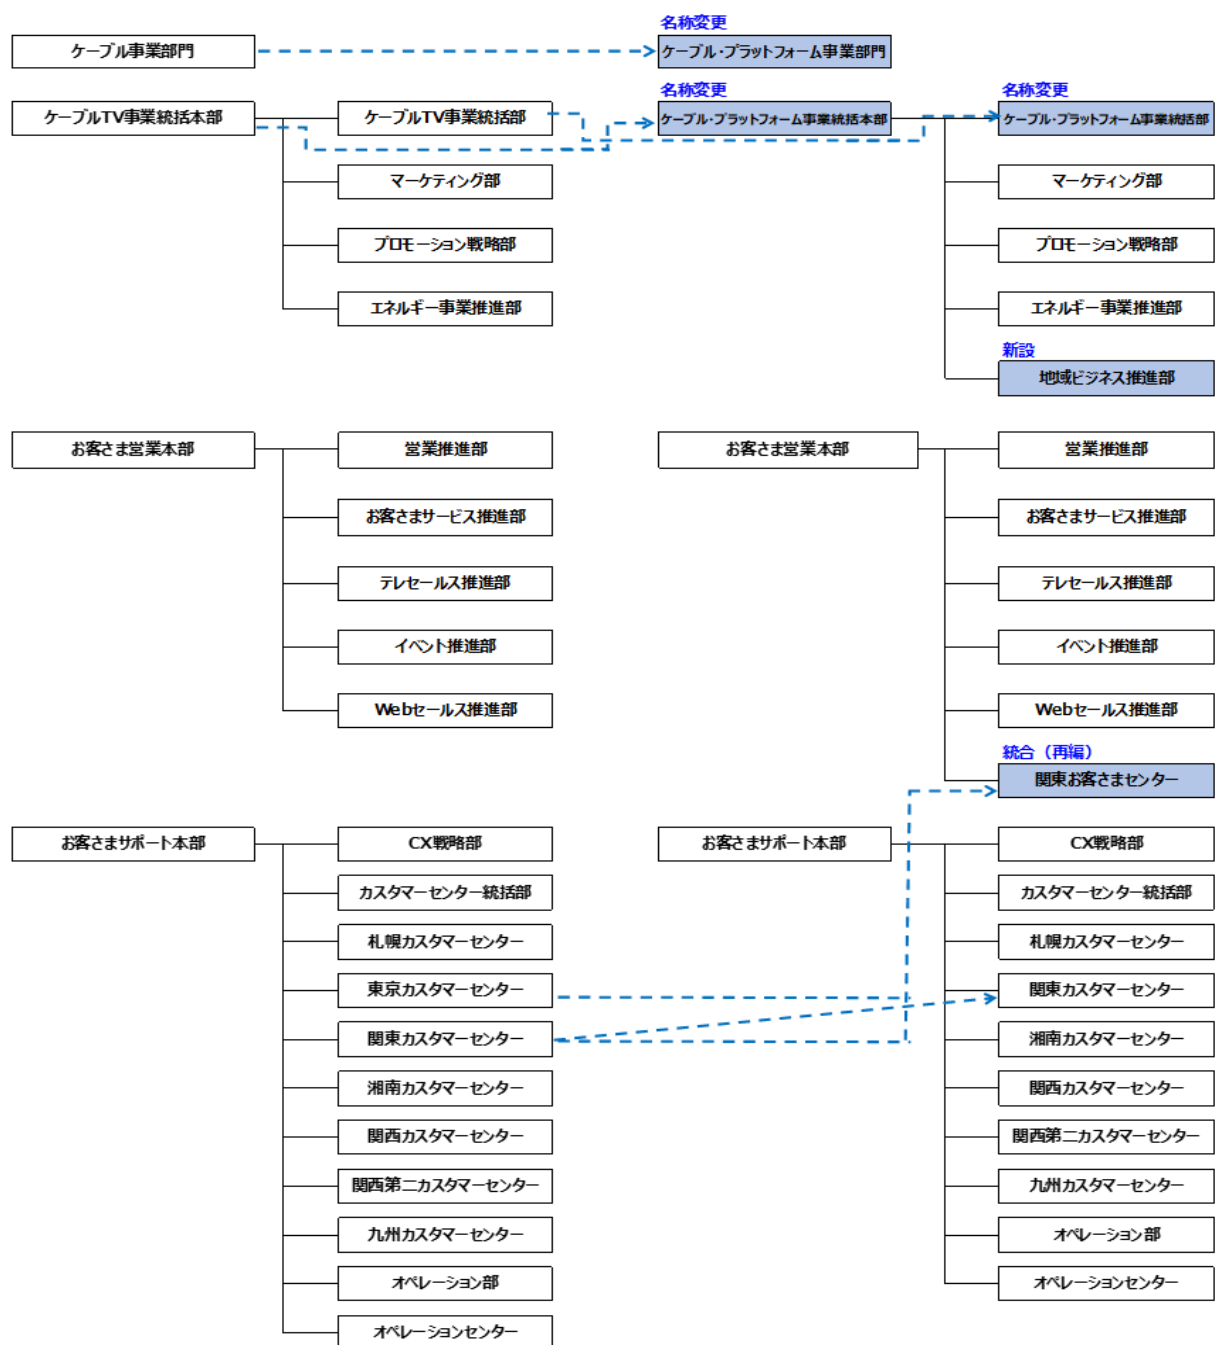 名称変更
ケーブル事業部門
ケーブル・プラットフォーム事業部門
名称変更
名称変更
ケーブルTV事業統括本部
ケーブルTV事業統括部
ケーブル・プラットフォーム事業統括本部
ケーブル・プラットフォーム事業統括部
マーケティング部
マーケティング部
プロモーション戦略部
プロモーション戦略部
エネルギー事業推進部
エネルギー事業推進部
新設
地域ビジネス推進部
お客さま営業本部
営業推進部
お客さま営業本部
営業推進部
お客さまサービス推進部
お客さまサービス推進部
テレセールス推進部
テレセールス推進部
イベント推進部
イベント推進部
Webセールス推進部
Webセールス推進部
統合（再編）
関東お客さまセンター
お客さまサポート本部
CX戦略部
お客さまサポート本部
CX戦略部
カスタマーセンター統括部
カスタマーセンター統括部
札幌カスタマーセンター
札幌カスタマーセンター
東京カスタマーセンター
関東カスタマーセンター
関東カスタマーセンター
湘南カスタマーセンター
湘南カスタマーセンター
関西カスタマーセンター
関西カスタマーセンター
関西第二カスタマーセンター
関西第二カスタマーセンター
九州カスタマーセンター
九州カスタマーセンター
オペレーション部
オペレーション部
オペレーションセンター
オペレーションセンター